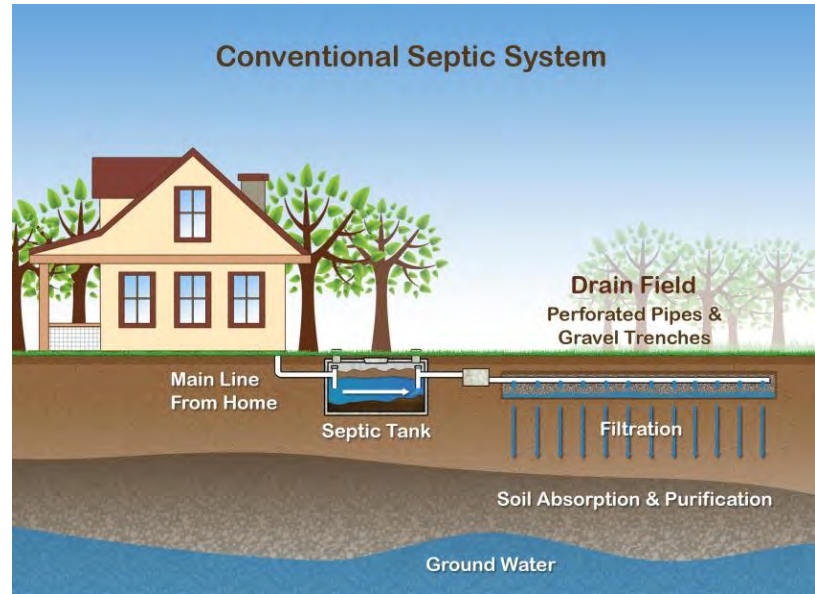 Conventional Septic System
Drain Field
Perforated Pipes &
Gravel Trenches
Main Line
From Home
Septic Tank
Filtration
Soil Absorption & Purification
Ground Water